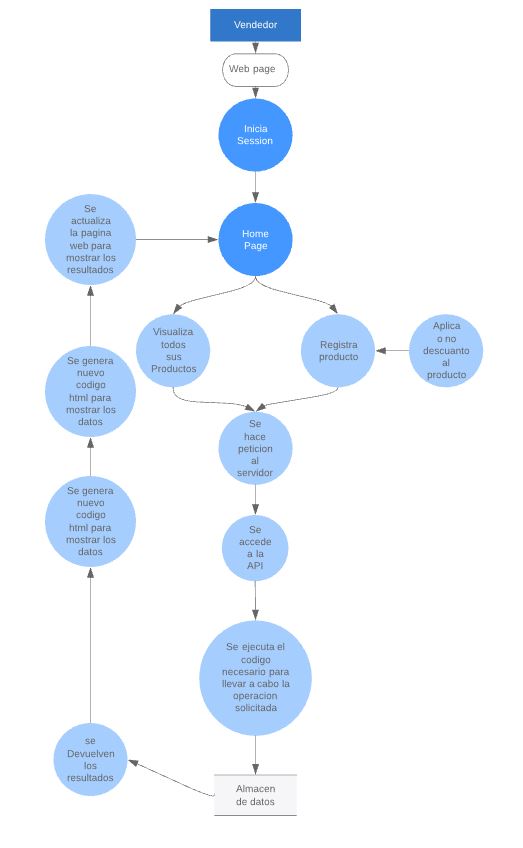 Vendedor
Web page
Inicia
Session
Se
actualiza
la pagina
web para
mostrar los
resultados
Home
Page
Visualiza
todos
sus
Productos
Registra
producto
Aplica
o no
descuanto
al
producto
Se genera
nuevo
codigo
html para
mostrar los
datos
Se
hace
peticion
al
servidor
Se genera
nuevo
codigo
html para
mostrar los
datos
Se
accede
a la
API
Se ejecuta el
codigo
necesario para
llevar a cabo la
operacion
solicitada
se
Devuelven
los
resultados
Almacen
de datos